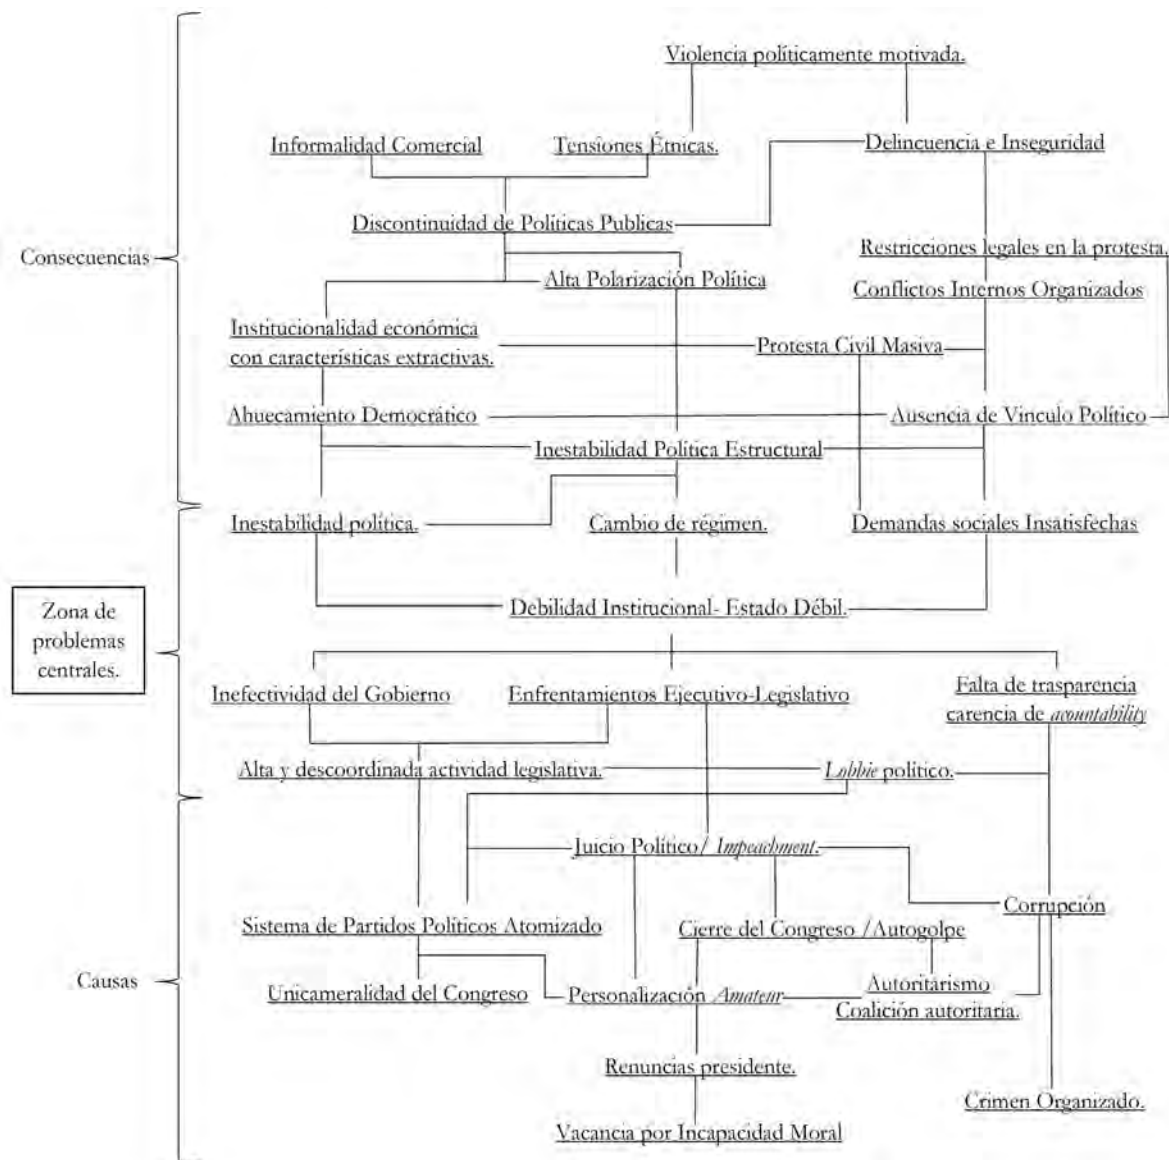 Violencia políticamente motivada.
Informalidad Comercial
Tensiones Étnicas.
Delincuencia e Inseguridad
Discontinuidad de Políticas Publicas
Consecuencias
Restricciones legales en la protesta.
Alta Polarización Política
Conflictos Internos Organizados
Institucionalidad económica
con características extractivas.
Protesta Civil Masiva
Ahuecamiento Democrático
Ausencia de Vinculo Político
Inestabilidad Política Estructural
Inestabilidad política.
Cambio de régimen.
Demandas sociales Insatisfechas
Zona de
problemas
centrales.
Debilidad Institucional- Estado Débil.
Inefectividad del Gobierno
Enfrentamientos Ejecutivo-Legislativo
Falta de trasparencia
carencia de acountability
Alta y descoordinada actividad legislativa.
Lobbie político.
Juicio Político/ Impeachment.
Corrupción
Sistema de Partidos Políticos Atomizado
Cierre del Congreso /Autogolpe
Causas
Unicameralidad del Congreso
Personalización Amateur
Autoritarismo
Coalición autoritaria.
Renuncias presidente.
Crimen Organizado.
Vacancia por Incapacidad Moral